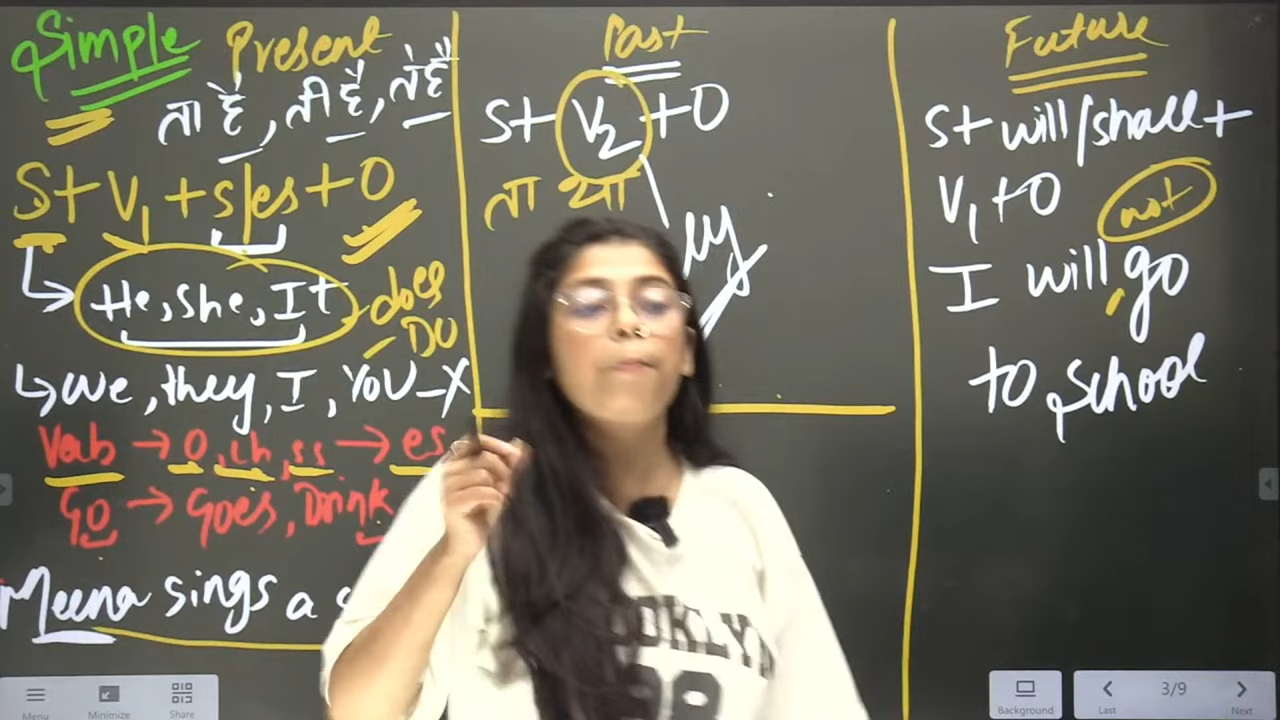 Simple Present
ता है, ती है, ते हैं
S + V1 + s/es + O
He, She, It does
DO
We, they, I, YOU - X
Verb → O, ch, ss → es
Go → Goes, Drink
Meena sings a
Past
S + V2 + O
ता था
Future
S + will/shall +
V1 + O
not
I will go
to school
BROOKLYN
98
Menu
Minimize
Share
Background
Last
3/9
Next